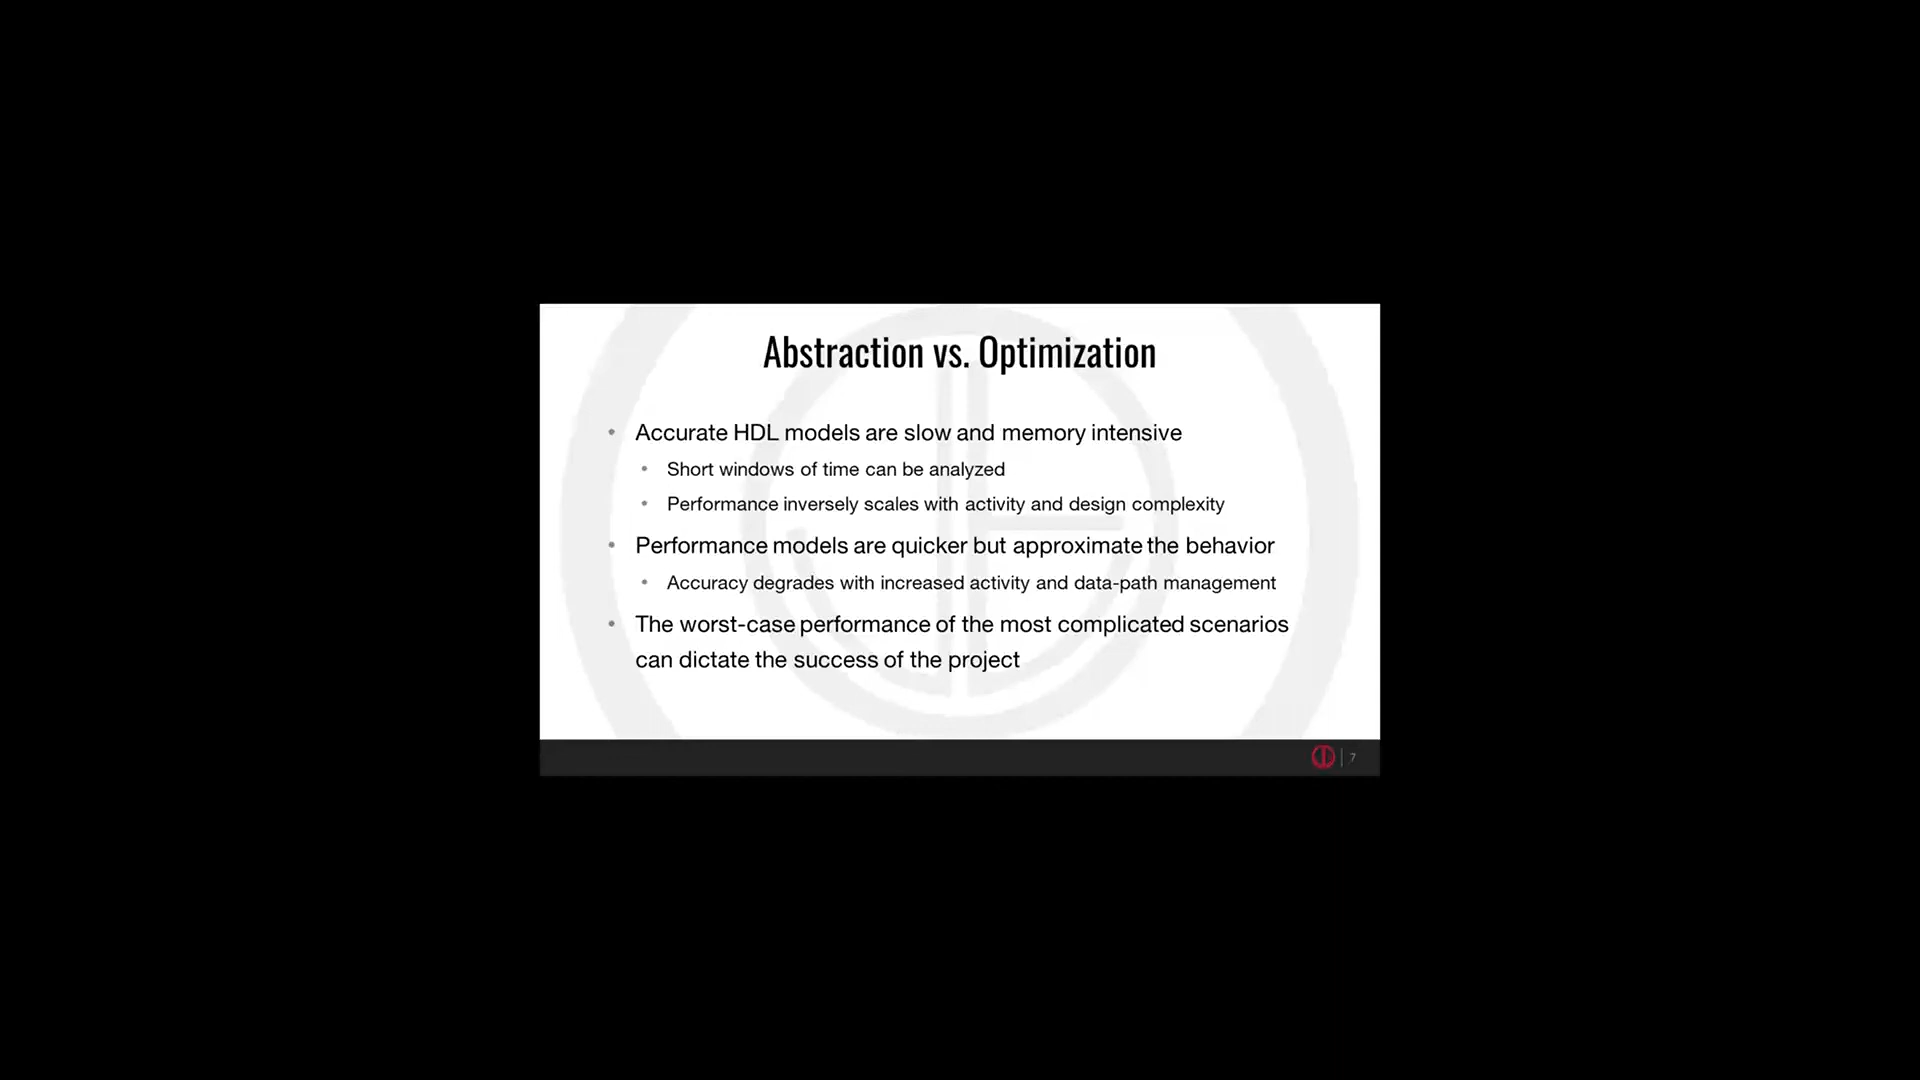 Abstraction vs. Optimization
• Accurate HDL models are slow and memory intensive
• Short windows of time can be analyzed
• Performance inversely scales with activity and design complexity
• Performance models are quicker but approximate the behavior
• Accuracy degrades with increased activity and data-path management
• The worst-case performance of the most complicated scenarios
can dictate the success of the project
7